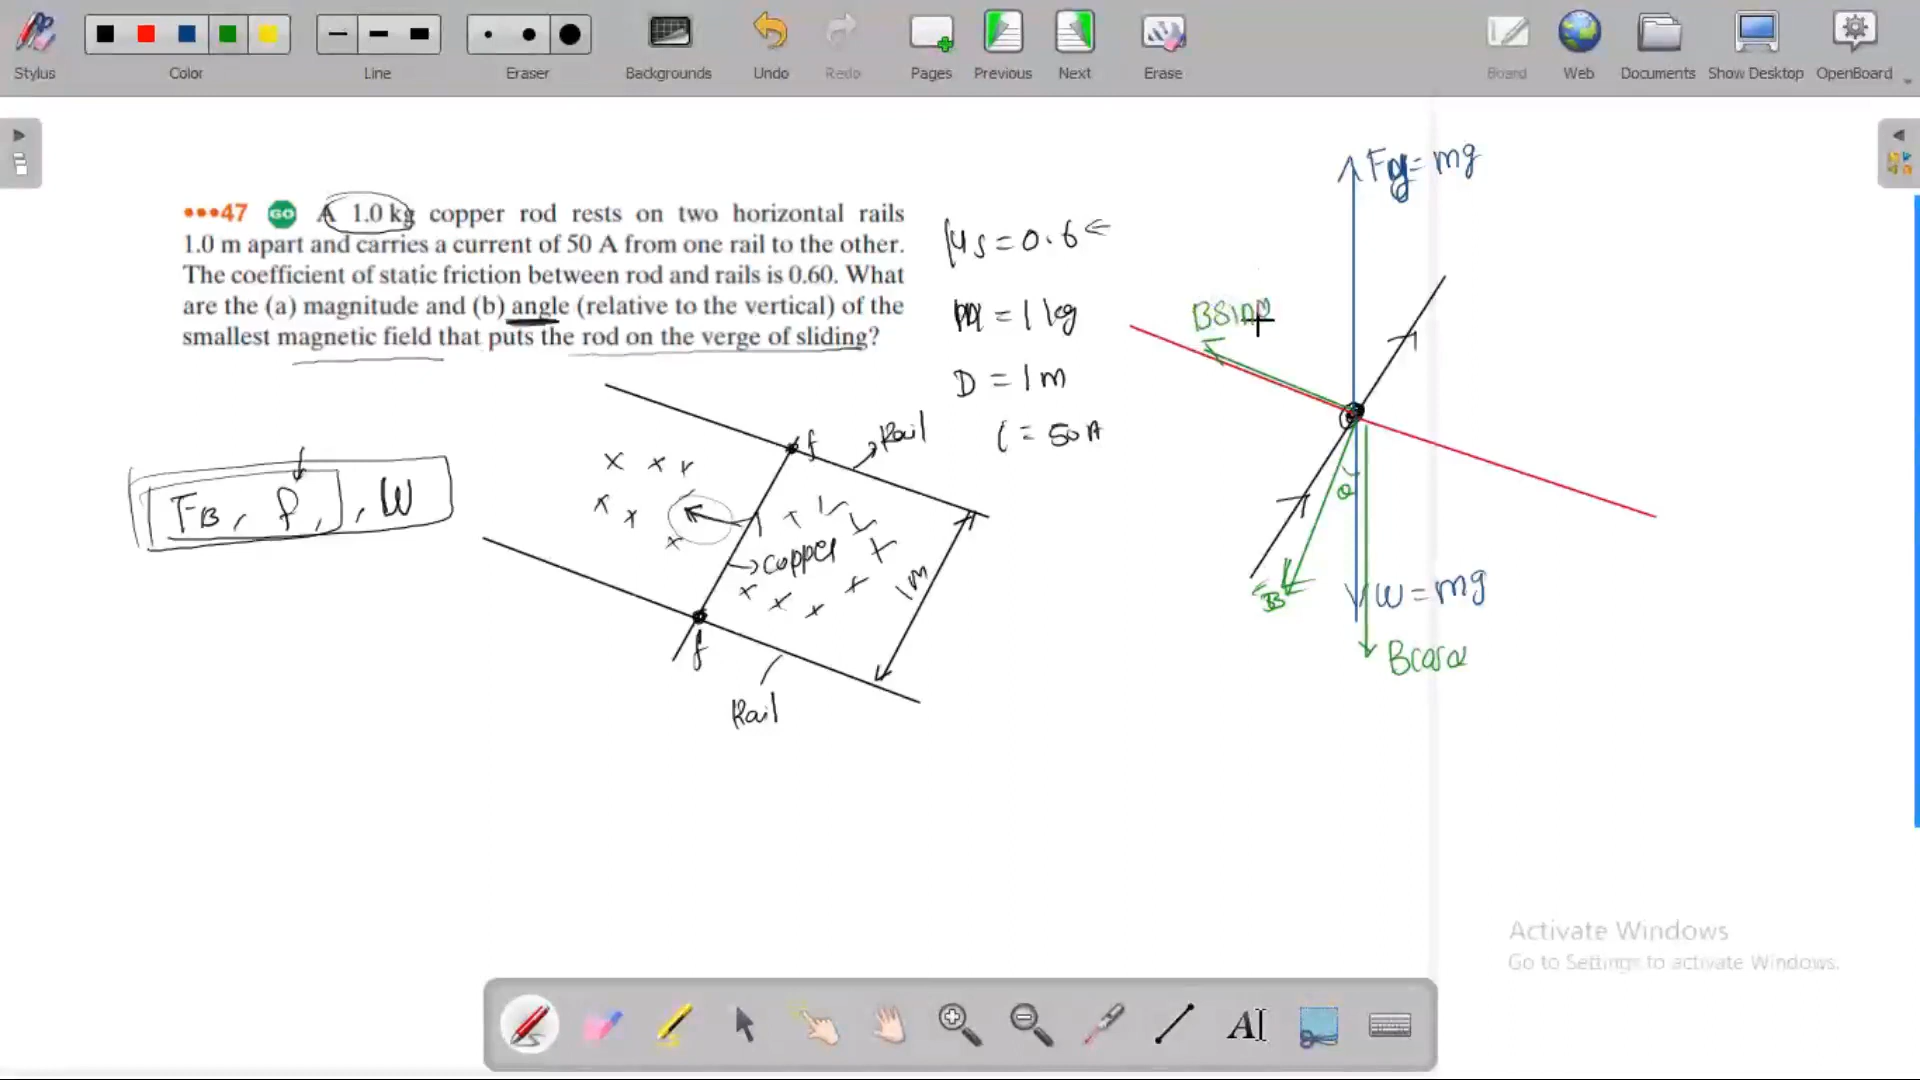 Stylus
Color
Line
Eraser
Backgrounds
Undo
Redo
Pages
Previous
Next
Erase
Board
Web
Documents
Show Desktop
OpenBoard
•••47 GO A 1.0 kg copper rod rests on two horizontal rails
1.0 m apart and carries a current of 50 A from one rail to the other.
The coefficient of static friction between rod and rails is 0.60. What
are the (a) magnitude and (b) angle (relative to the vertical) of the
smallest magnetic field that puts the rod on the verge of sliding?
μs = 0.6
m = 1 kg
D = 1 m
i = 50 A
= mg
Bsinθ
f
Rail
FB, f, , W
copper
1m
θ
B
W = mg
Bcosθ
f
Rail
Activate Windows
Go to Settings to activate Windows.